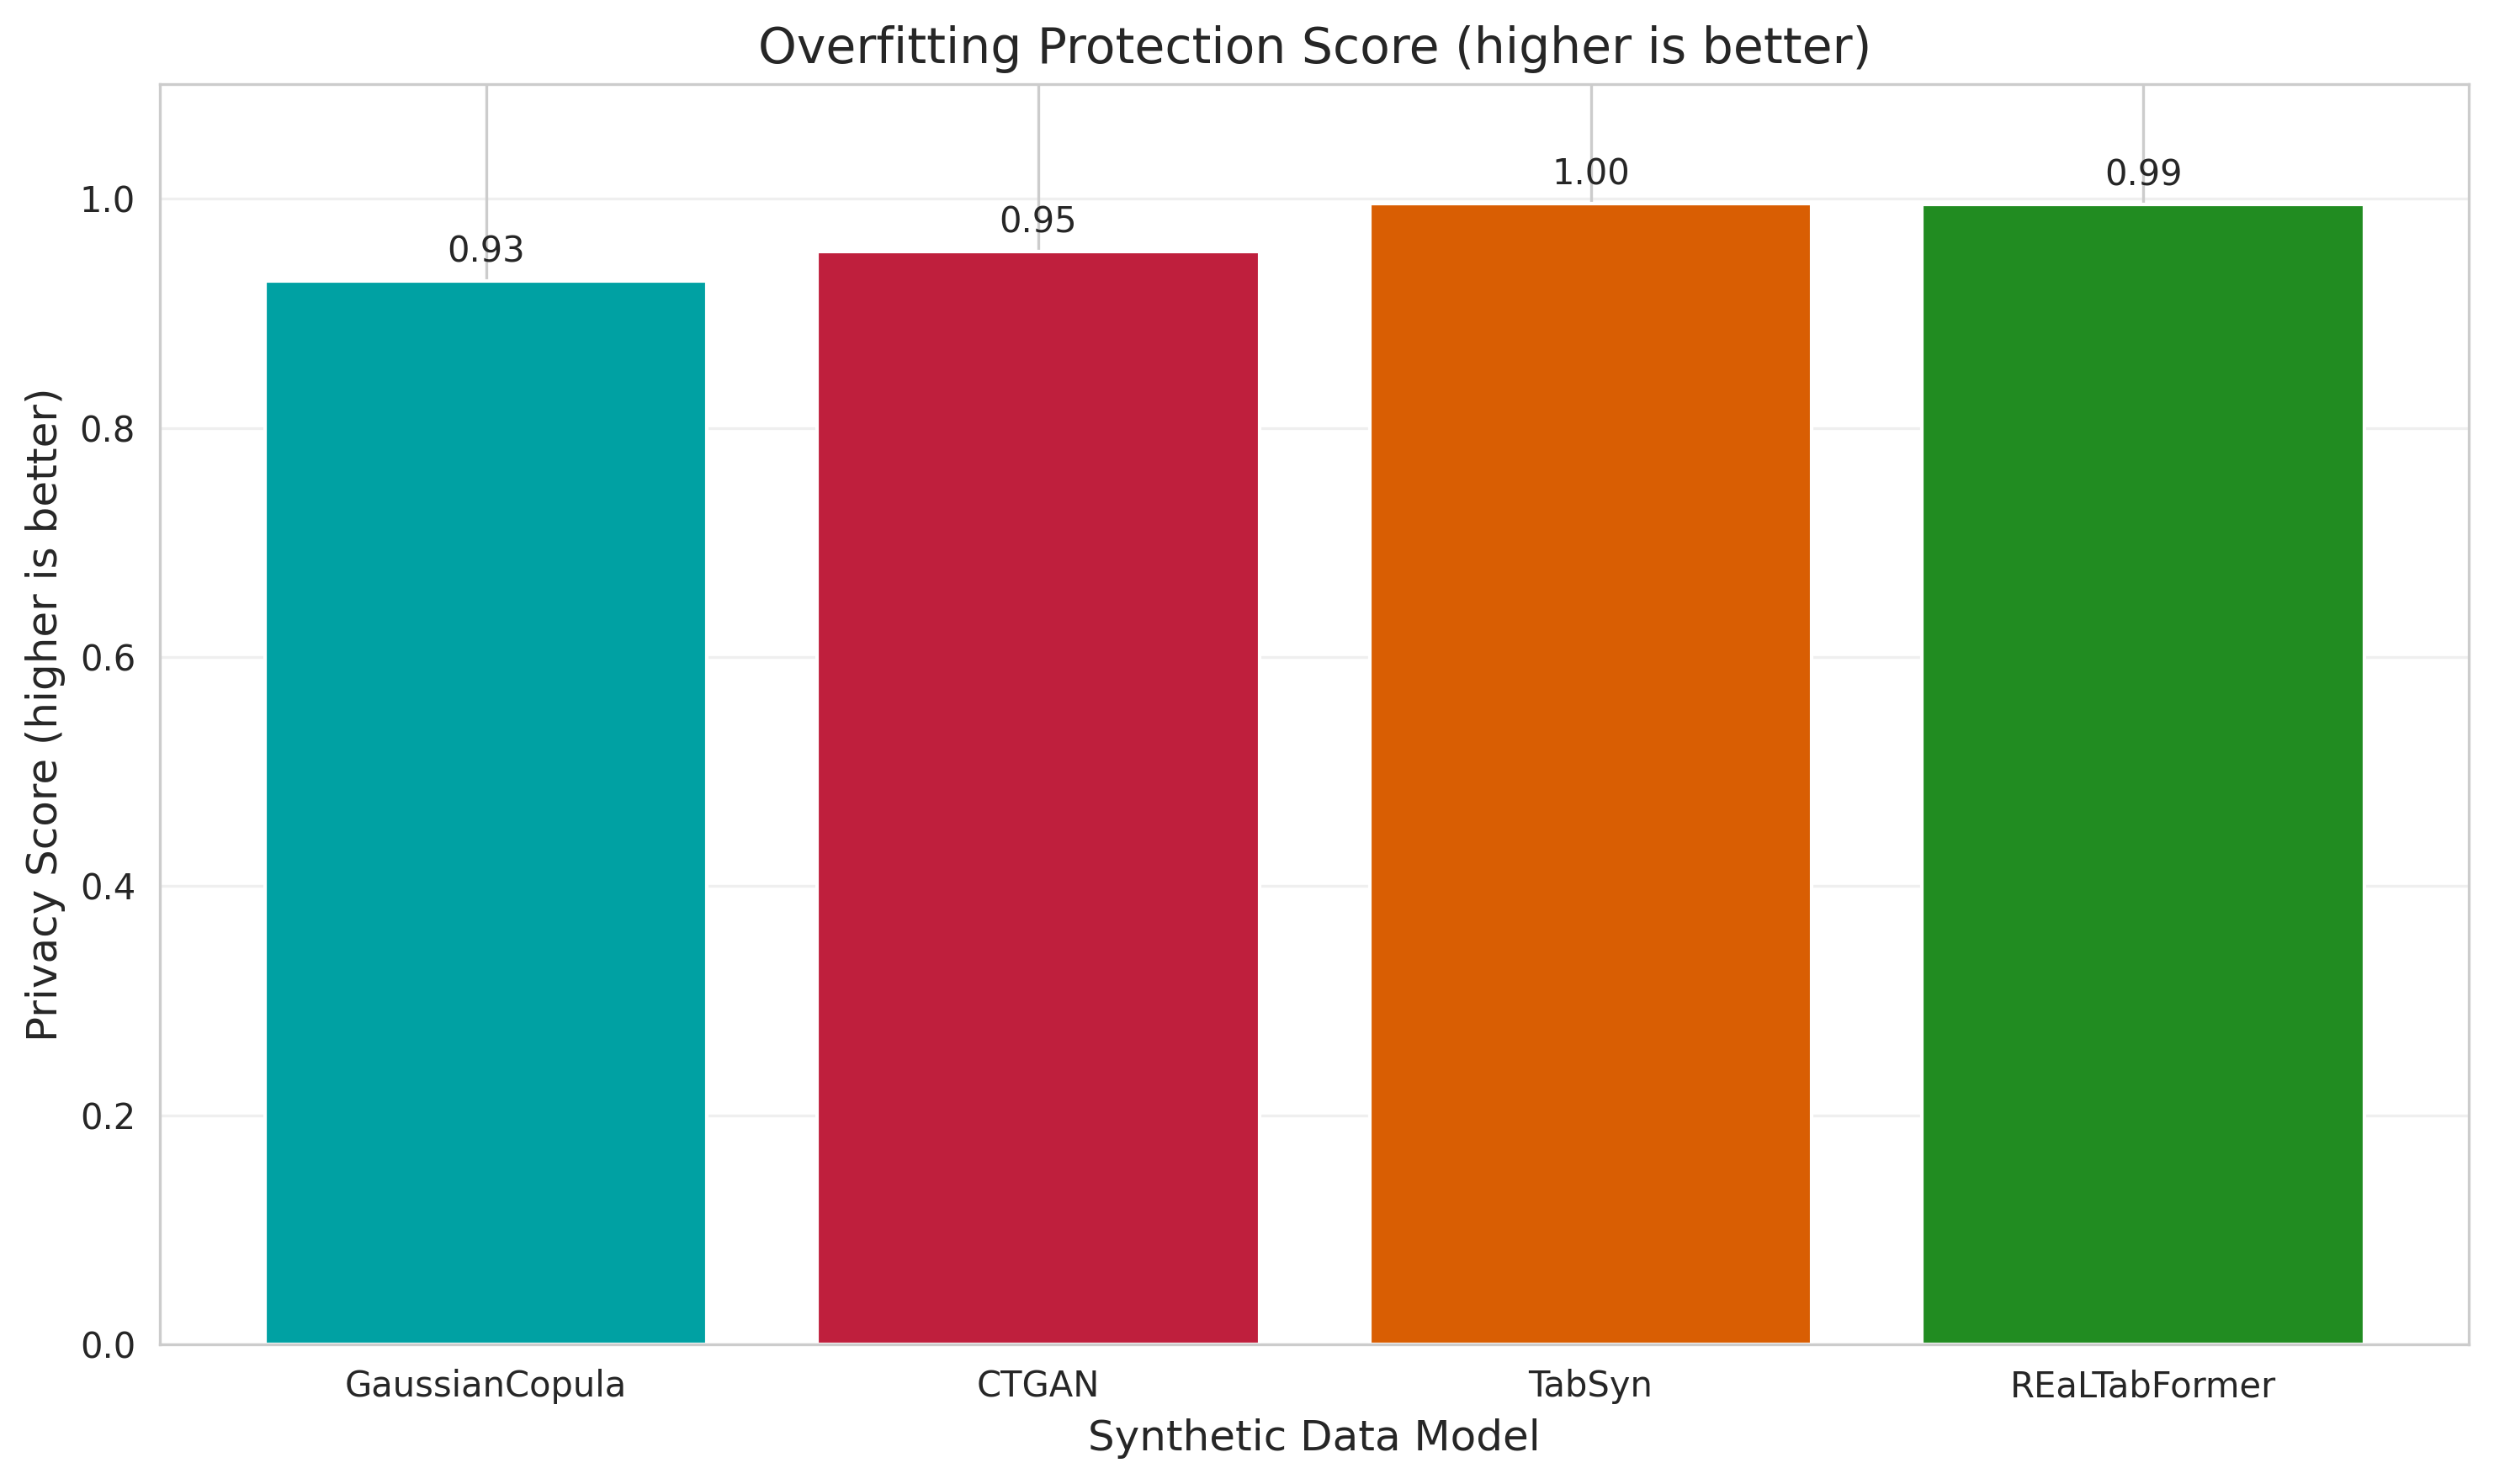 Overfitting Protection Score (higher is better)
Privacy Score (higher is better)
1.0
0.8
0.6
0.4
0.2
0.0
0.93
0.95
1.00
0.99
GaussianCopula
CTGAN
TabSyn
REaLTabFormer
Synthetic Data Model